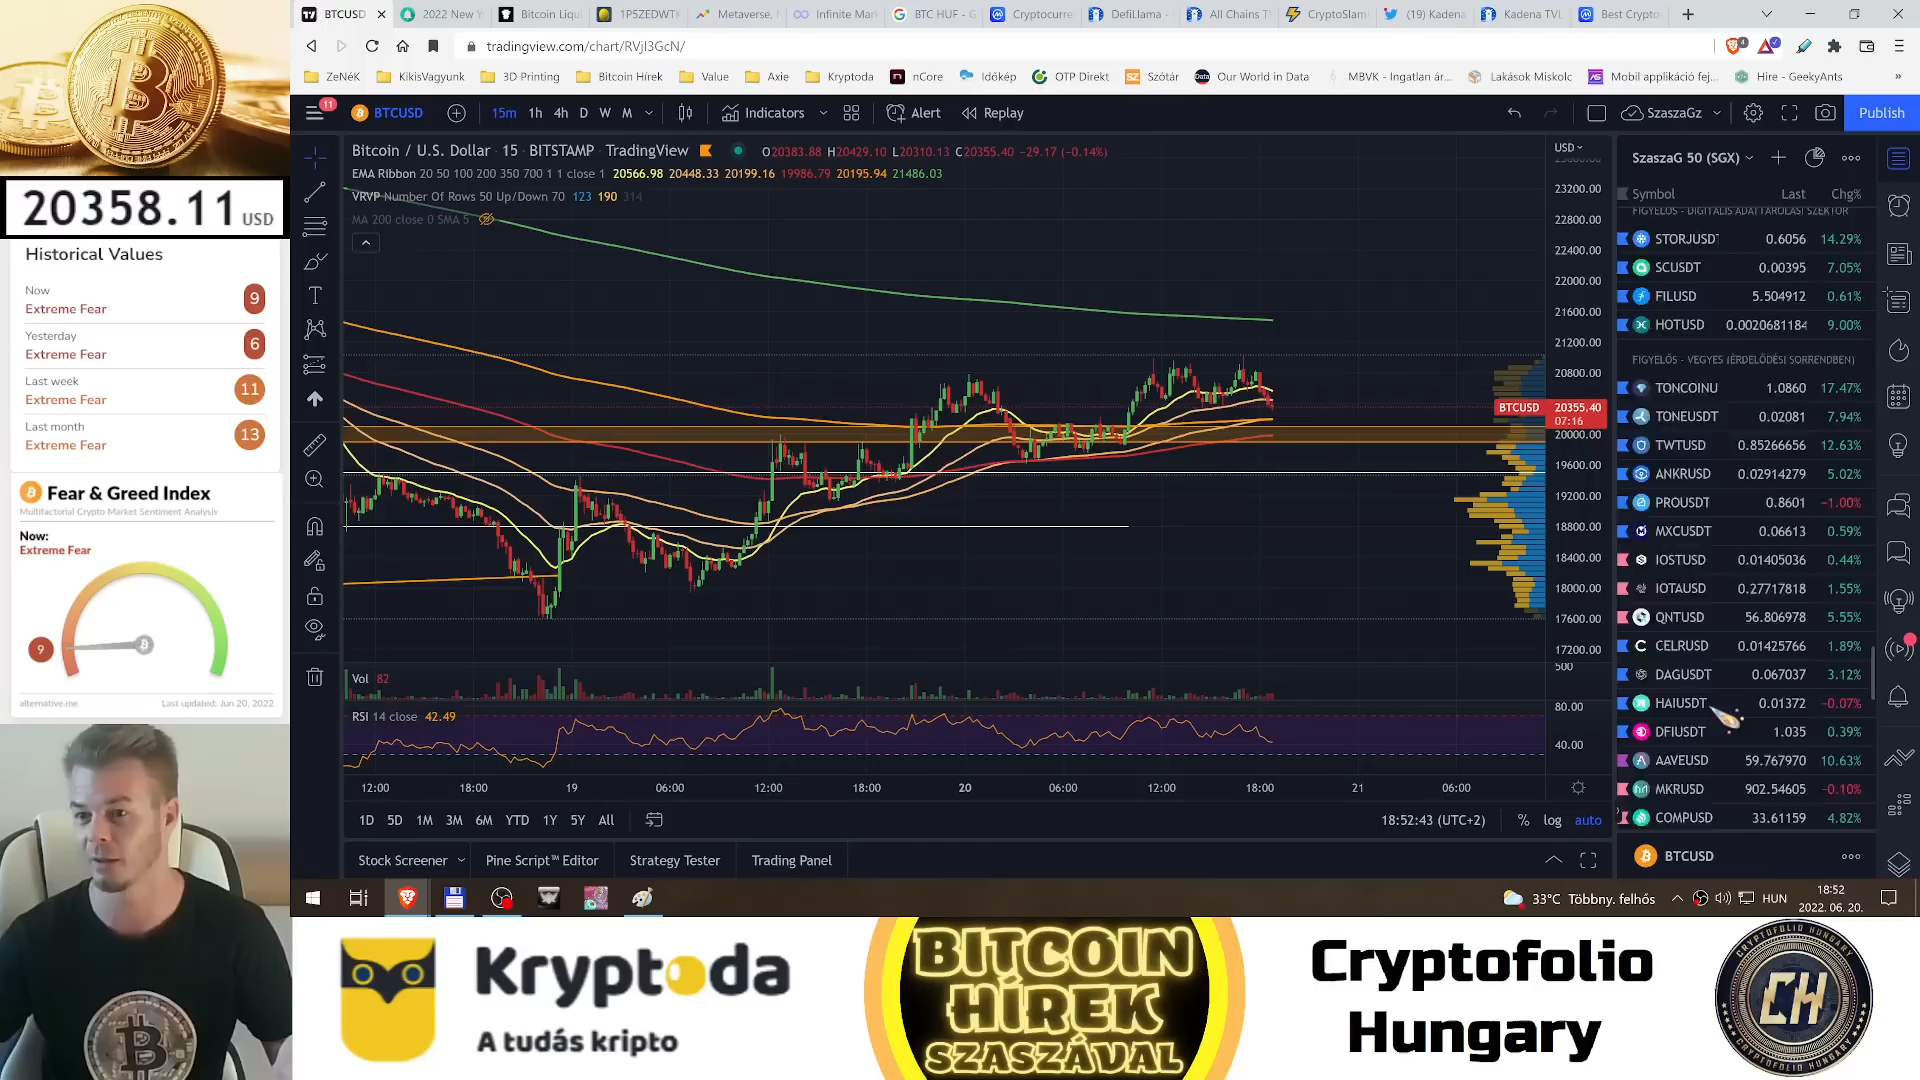 BTCUSD
2022 New Y
Bitcoin Liqu
1P5ZEDWTK
Metaverse,
Infinite Mar
BTC HUF - G
Cryptocurre
DefiLlama -
All Chains T
CryptoSlam
(19) Kadena
Kadena TVL
Best Crypto
tradingview.com/chart/RVjI3GcN/
ZeNéK
KikisVagyunk
3D Printing
Bitcoin Hírek
Value
Axie
Kryptoda
nCore
Időkép
OTP Direkt
Szótár
Our World in Data
MBVK - Ingatlan ár...
Lakások Miskolc
Mobil applikáció fej...
Hire - GeekyAnts
11 BTCUSD 15m 1h 4h D W M Indicators Alert Replay SzaszaGz Publish
Bitcoin / U.S. Dollar · 15 · BITSTAMP · TradingView O20383.88 H20429.10 L20310.13 C20355.40 -29.17 (-0.14%)
EMA Ribbon 20 50 100 200 350 700 1 1 close 1 20566.98 20448.33 20199.16 19986.79 20195.94 21486.03
VRVP Number Of Rows 50 Up/Down 70 123 190 314
MA 200 close 0 SMA 5
USD
23200.00
22800.00
22400.00
22000.00
21600.00
21200.00
20800.00
BTCUSD 20355.40
07:16
20000.00
19600.00
19200.00
18800.00
18400.00
18000.00
17600.00
17200.00
500
Vol 82
RSI 14 close 42.49
80.00
40.00
12:00 18:00 19 06:00 12:00 18:00 20 06:00 12:00 18:00 21 06:00
1D 5D 1M 3M 6M YTD 1Y 5Y All
18:52:43 (UTC+2) % log auto
Stock Screener Pine Script™ Editor Strategy Tester Trading Panel
SzaszaG 50 (SGX)
Symbol Last Chg%
FIGYELŐS - DIGITÁLIS ADATTÁROLÁSI SZEKTOR
STORJUSDT 0.6056 14.29%
SCUSDT 0.00395 7.05%
FILUSD 5.504912 0.61%
HOTUSD 0.0020681184 9.00%
FIGYELŐS - VEGYES (ÉRDELŐDÉSI SORRENDBEN)
TONCOINU 1.0860 17.47%
TONEUSDT 0.02081 7.94%
TWTUSD 0.85266656 12.63%
ANKRUSD 0.02914279 5.02%
PROUSDT 0.8601 -1.00%
MXCUSDT 0.06613 0.59%
IOSTUSD 0.01405036 0.44%
IOTAUSD 0.27717818 1.55%
QNTUSD 56.806978 5.55%
CELRUSD 0.01425766 1.89%
DAGUSDT 0.067037 3.12%
HAIUSDT 0.01372 -0.07%
DFIUSDT 1.035 0.39%
AAVEUSD 59.767970 10.63%
MKRUSD 902.54605 -0.10%
COMPUSD 33.61159 4.82%
BTCUSD
33°C Többny. felhős
HUN
18:52
2022. 06. 20.
20358.11 USD
Historical Values
Now
Extreme Fear 9
Yesterday
Extreme Fear 6
Last week
Extreme Fear 11
Last month
Extreme Fear 13
Fear & Greed Index
Multifactorial Crypto Market Sentiment Analysis
Now:
Extreme Fear
9
alternative.me Last updated: Jun 20, 2022
Kryptoda
A tudás kripto
BITCOIN
HÍREK
SZASZÁVAL
Cryptofolio
Hungary
CRYPTOFOLIO HUNGARY
CH
CRYPTOFOLIO HUNGARY